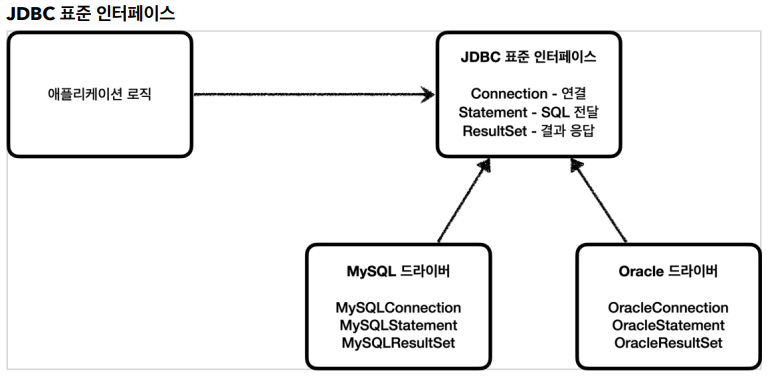 JDBC 표준 인터페이스
애플리케이션 로직
JDBC 표준 인터페이스
Connection - 연결
Statement - SQL 전달
ResultSet - 결과 응답
MySQL 드라이버
MySQLConnection
MySQLStatement
MySQLResultSet
Oracle 드라이버
OracleConnection
OracleStatement
OracleResultSet